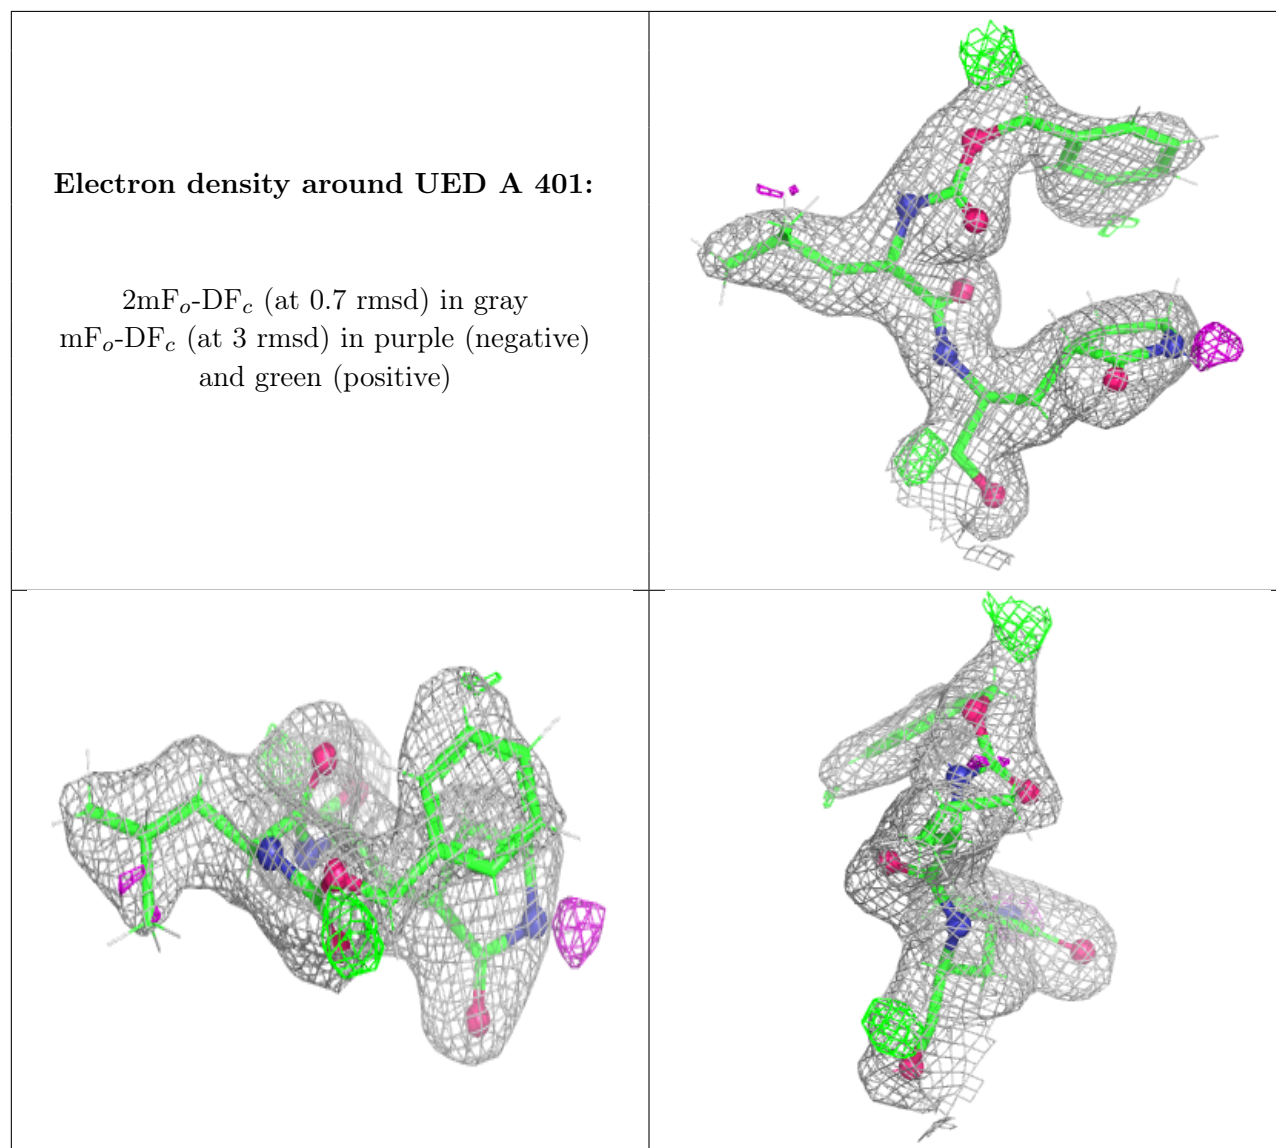 Electron density around UED A 401:
2mFo-DFc (at 0.7 rmsd) in gray
mFo-DFc (at 3 rmsd) in purple (negative)
and green (positive)